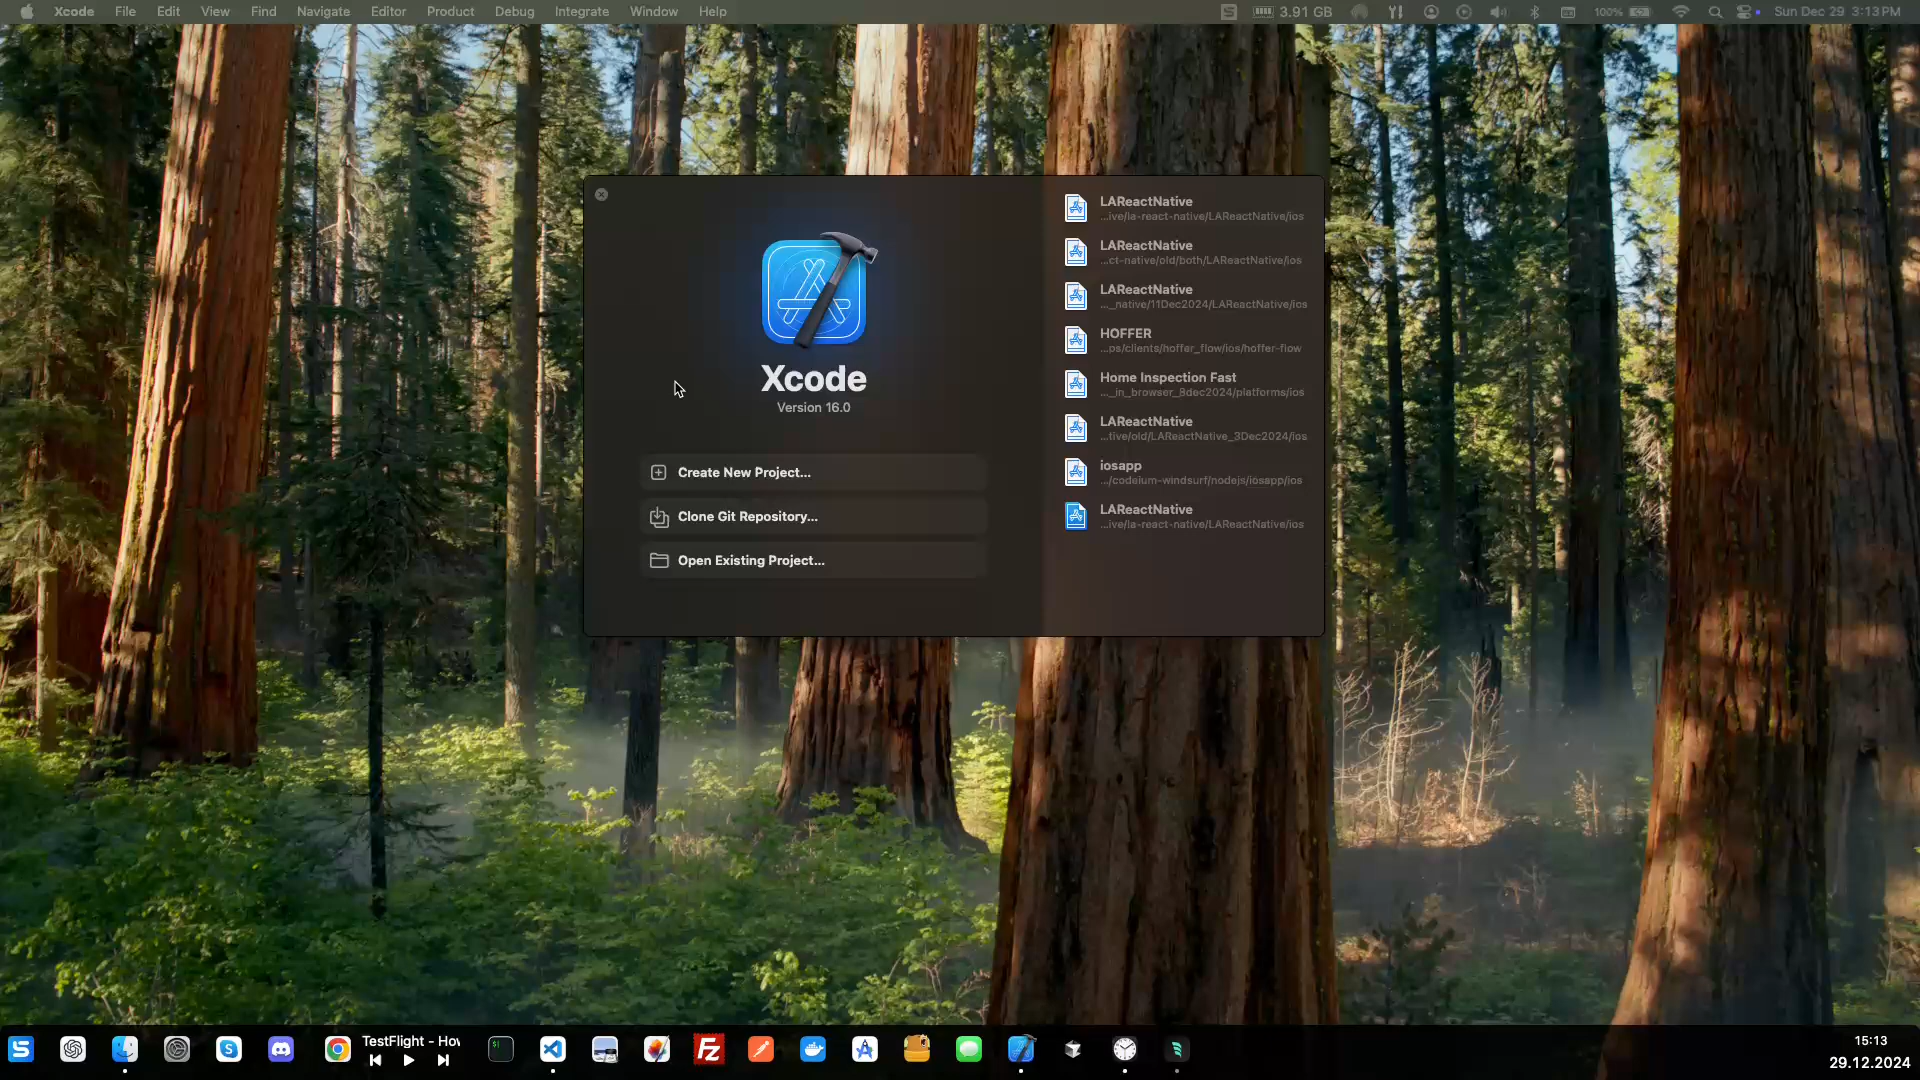 Xcode File Edit View Find Navigate Editor Product Debug Integrate Window Help
3.91 GB 100% Sun Dec 29 3:13 PM
Xcode
Version 16.0
Create New Project...
Clone Git Repository...
Open Existing Project...
LAReactNative
...ive/la-react-native/LAReactNative/ios
LAReactNative
...ct-native/old/both/LAReactNative/ios
LAReactNative
..._native/11Dec2024/LAReactNative/ios
HOFFER
...ps/clients/hoffer_flow/ios/hoffer-flow
Home Inspection Fast
..._in_browser_8dec2024/platforms/ios
LAReactNative
...tive/old/LAReactNative_3Dec2024/ios
iosapp
.../codeium-windsurf/nodejs/iosapp/ios
LAReactNative
...ive/la-react-native/LAReactNative/ios
TestFlight - Hov
15:13
29.12.2024